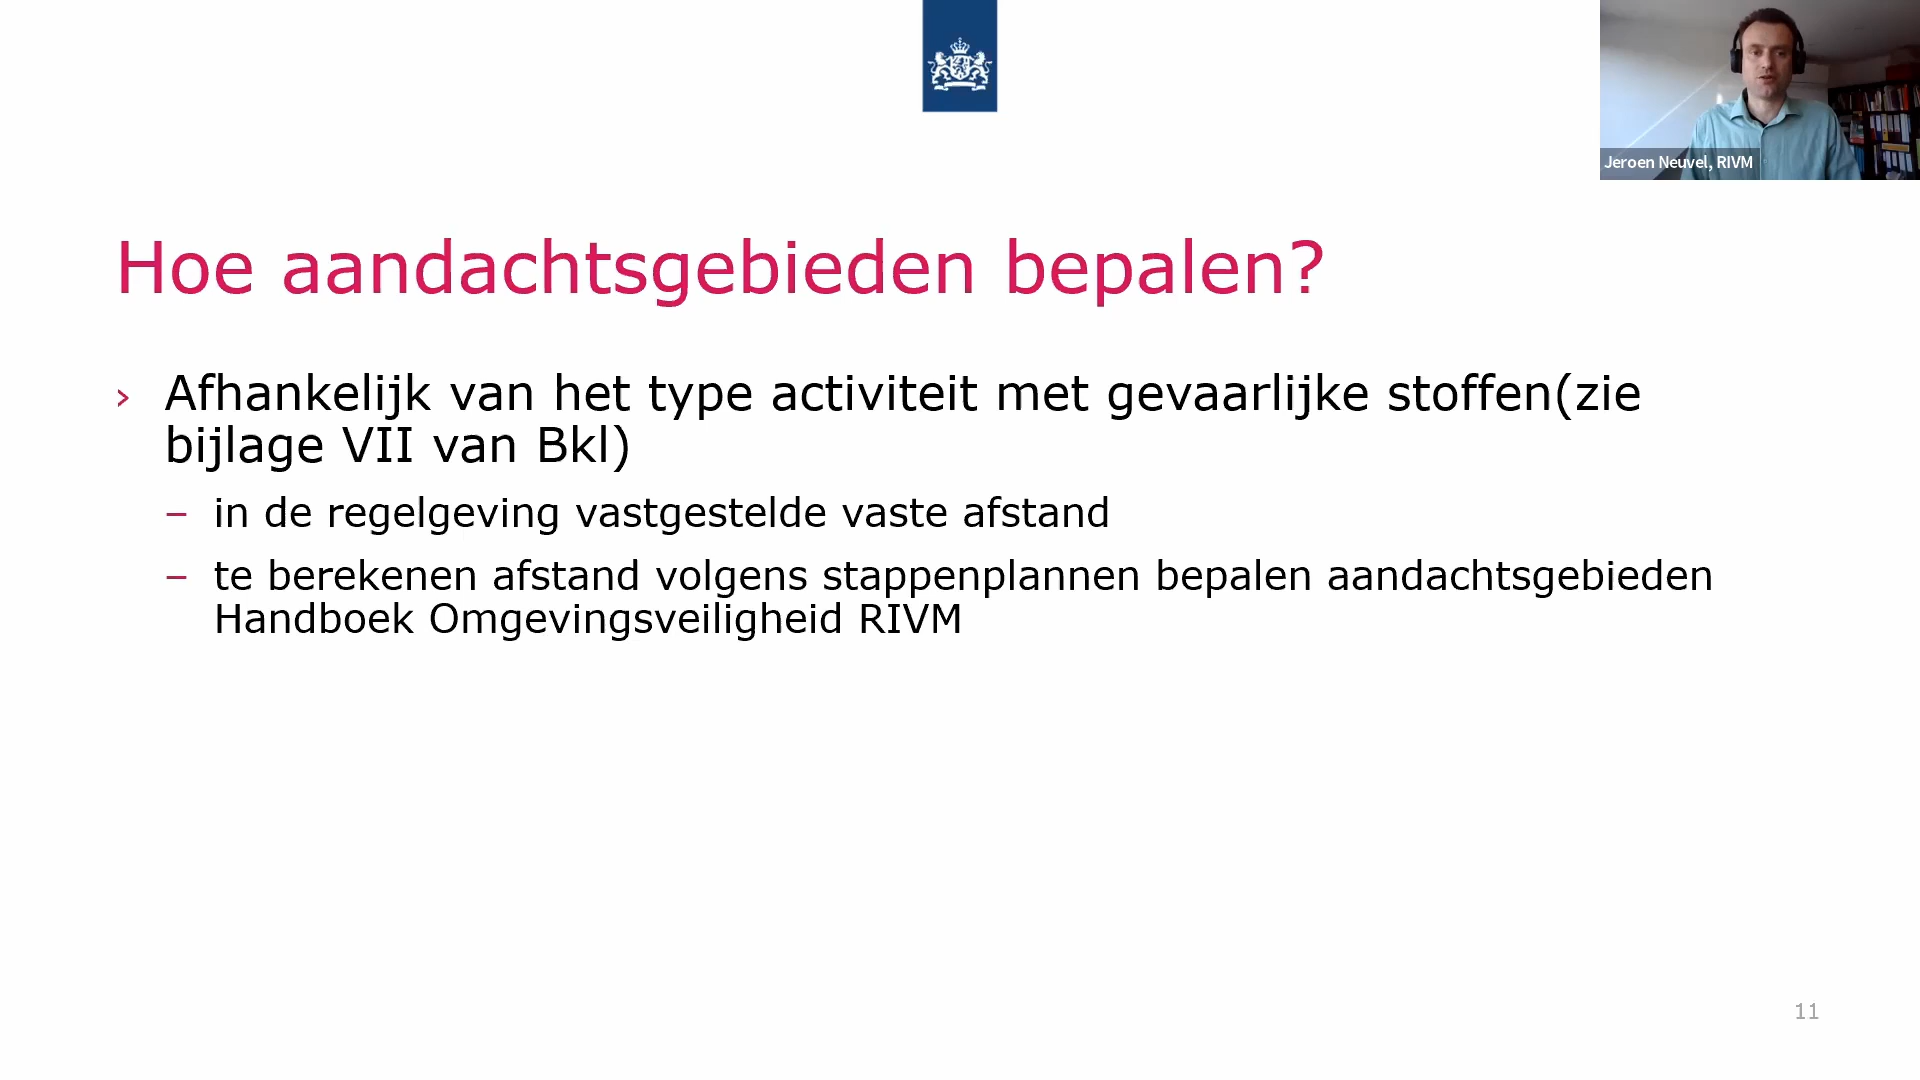 Jeroen Neuvel, RIVM
Hoe aandachtsgebieden bepalen?
› Afhankelijk van het type activiteit met gevaarlijke stoffen(zie
bijlage VII van Bkl)
– in de regelgeving vastgestelde vaste afstand
– te berekenen afstand volgens stappenplannen bepalen aandachtsgebieden
Handboek Omgevingsveiligheid RIVM
11